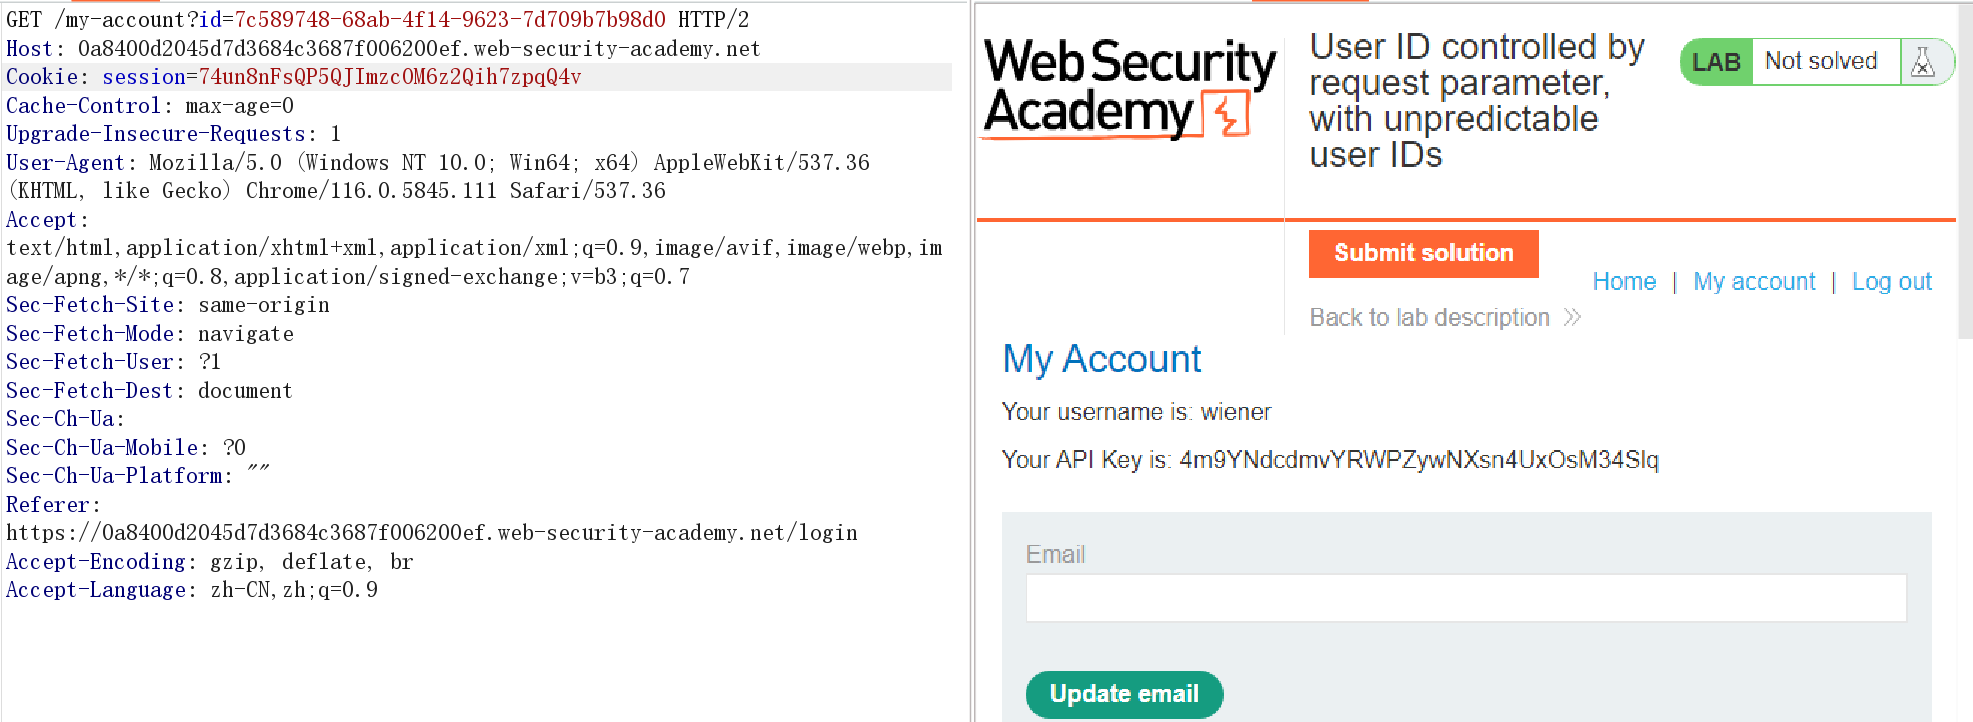 GET /my-account?id=7c589748-68ab-4f14-9623-7d709b7b98d0 HTTP/2
Host: 0a8400d2045d7d3684c3687f006200ef.web-security-academy.net
Cookie: session=74un8nFsQP5QJImzcOM6z2Qih7zpqQ4v
Cache-Control: max-age=0
Upgrade-Insecure-Requests: 1
User-Agent: Mozilla/5.0 (Windows NT 10.0; Win64; x64) AppleWebKit/537.36
(KHTML, like Gecko) Chrome/116.0.5845.111 Safari/537.36
Accept:
text/html,application/xhtml+xml,application/xml;q=0.9,image/avif,image/webp,im
age/apng,*/*;q=0.8,application/signed-exchange;v=b3;q=0.7
Sec-Fetch-Site: same-origin
Sec-Fetch-Mode: navigate
Sec-Fetch-User: ?1
Sec-Fetch-Dest: document
Sec-Ch-Ua:
Sec-Ch-Ua-Mobile: ?0
Sec-Ch-Ua-Platform: ""
Referer:
https://0a8400d2045d7d3684c3687f006200ef.web-security-academy.net/login
Accept-Encoding: gzip, deflate, br
Accept-Language: zh-CN,zh;q=0.9
Web Security
Academy
User ID controlled by
request parameter,
with unpredictable
user IDs
LAB Not solved
Submit solution
Home | My account | Log out
Back to lab description
My Account
Your username is: wiener
Your API Key is: 4m9YNdcdmvYRWPZywNXsn4UxOsM34Slq
Email
Update email